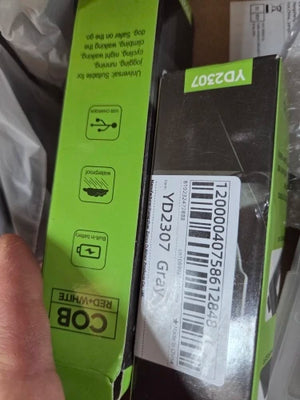 COB
RED+WHITE
Built-in battery
waterproof
usb charger
Universal: Suitable for
jogging, running,
cycling, night walking,
climbing, walking the
dog. Safer on the go.
YD2307
12000040758612848
YD2307 Gray